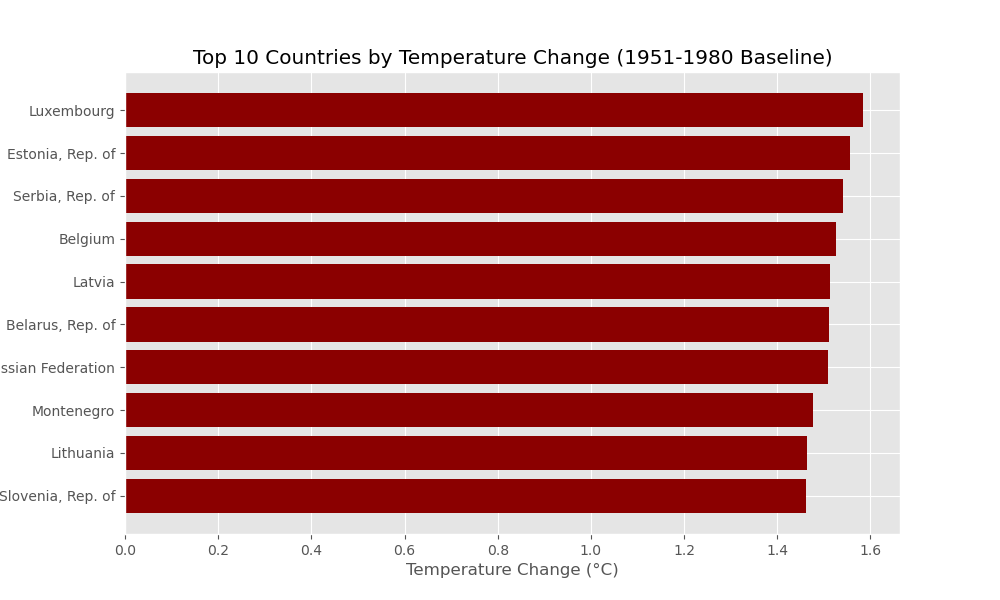 Top 10 Countries by Temperature Change (1951-1980 Baseline)
Luxembourg
Estonia, Rep. of
Serbia, Rep. of
Belgium
Latvia
Belarus, Rep. of
ssian Federation
Montenegro
Lithuania
Slovenia, Rep. of
0.0 0.2 0.4 0.6 0.8 1.0 1.2 1.4 1.6
Temperature Change (°C)